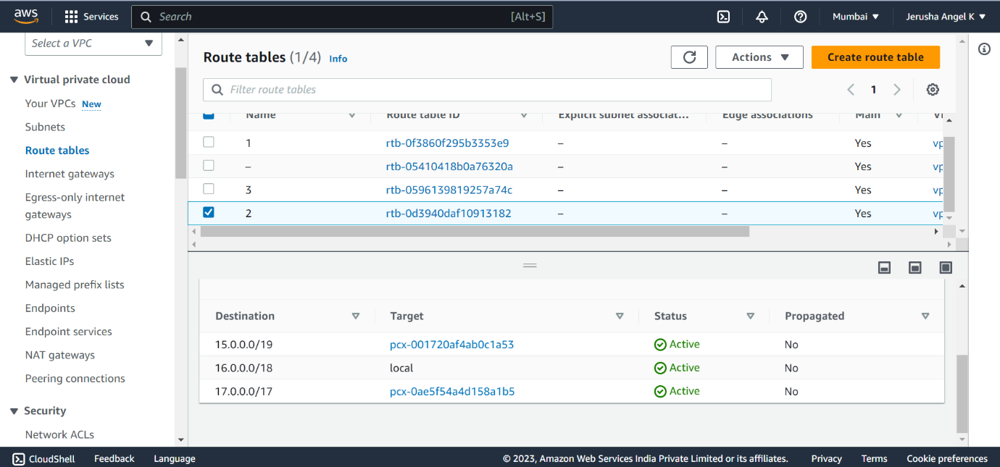 aws Services Search [Alt+S] Mumbai Jerusha Angel K
Select a VPC
Virtual private cloud
Your VPCs New
Subnets
Route tables
Internet gateways
Egress-only internet
gateways
DHCP option sets
Elastic IPs
Managed prefix lists
Endpoints
Endpoint services
NAT gateways
Peering connections
Security
Network ACLs
Route tables (1/4) Info Actions Create route table
Filter route tables 1
Name Route table ID Explicit subnet associat... Edge associations Main
1 rtb-0f3860f295b3353e9 – – Yes vp
– rtb-05410418b0a76320a – – Yes vp
3 rtb-0596139819257a74c – – Yes vp
2 rtb-0d3940daf10913182 – – Yes vp
Destination Target Status Propagated
15.0.0.0/19 pcx-001720af4ab0c1a53 Active No
16.0.0.0/18 local Active No
17.0.0.0/17 pcx-0ae5f54a4d158a1b5 Active No
CloudShell Feedback Language © 2023, Amazon Web Services India Private Limited or its affiliates. Privacy Terms Cookie preferences